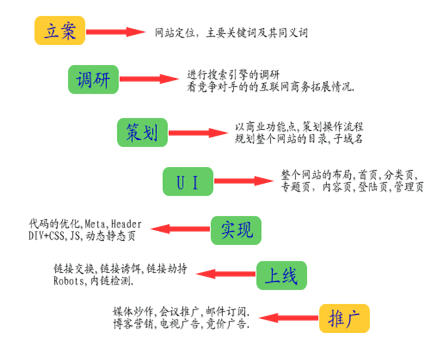 立案
网站定位，主要关键词及其同义词
调研
进行搜索引擎的调研
看竞争对手的的互联网商务拓展情况.
策划
以商业功能点,策划操作流程
规划整个网站的目录,子域名
U I
整个网站的布局,首页,分类页,
专题页，内容页,登陆页,管理页
实现
代码的优化,Meta,Header
DIV+CSS,JS,动态静态页
上线
链接交换,链接诱饵,链接劫持
Robots,内链检测.
推广
媒体炒作,会议推广,邮件订阅.
博客营销,电视广告,竞价广告.